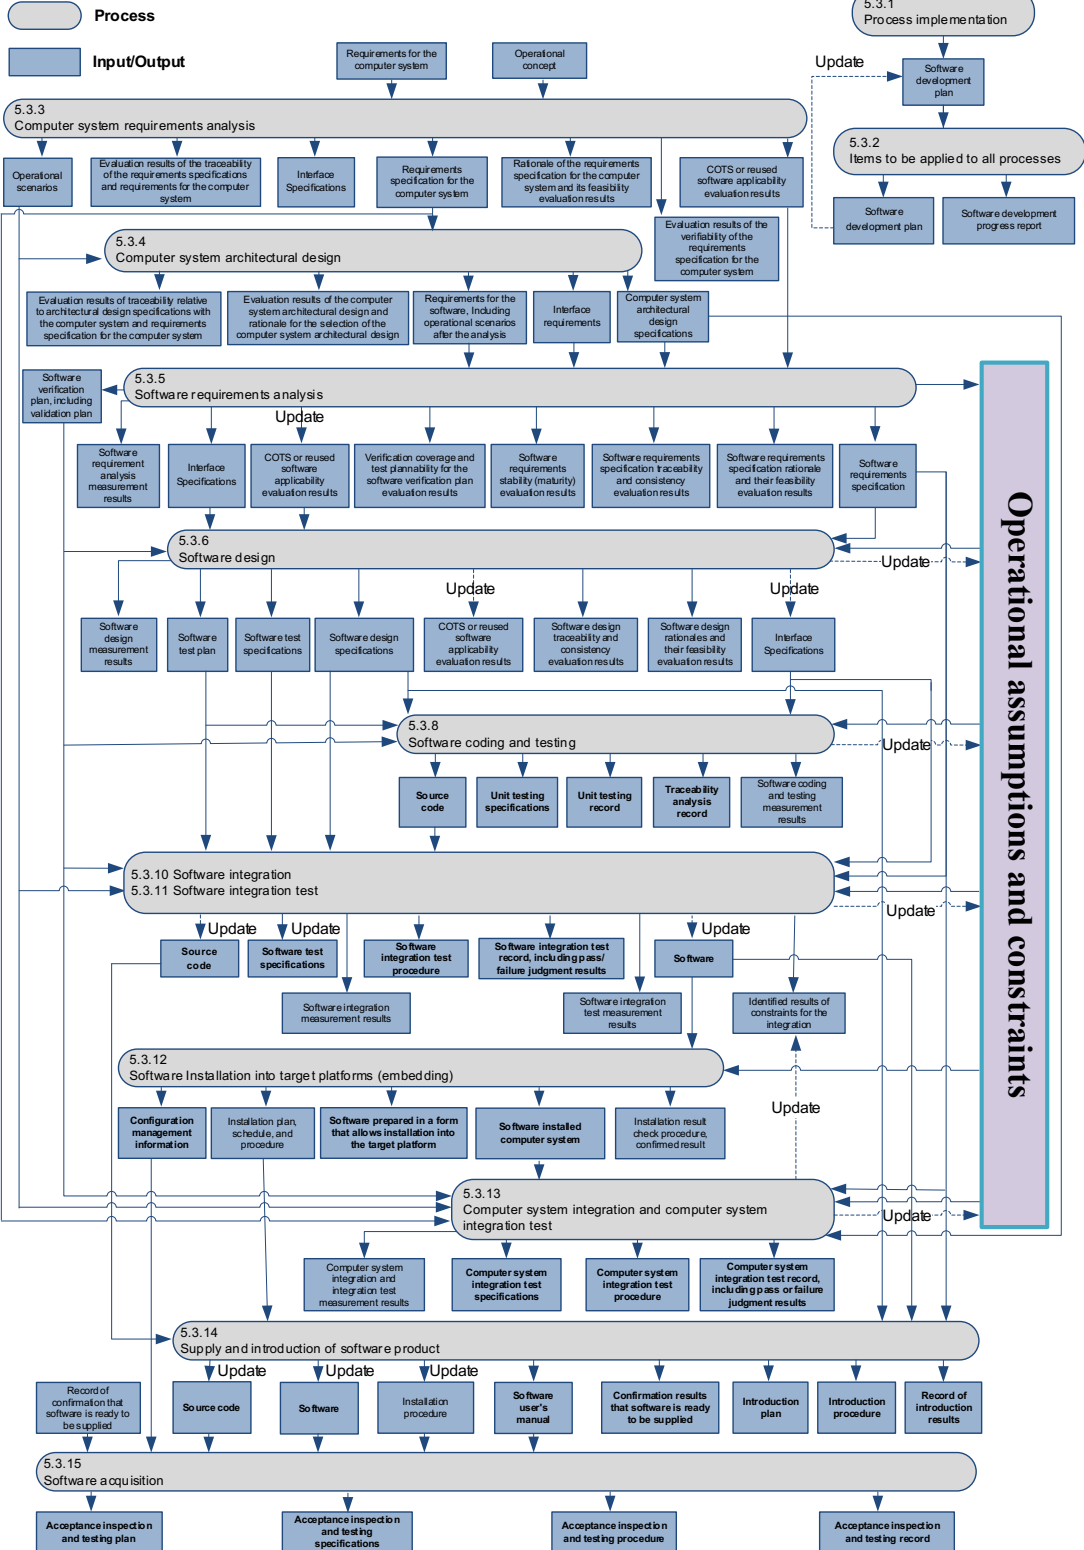 Process
Input/Output
5.3.1
Process implementation
Update
Software
development
plan
5.3.2
Items to be applied to all processes
Software
development plan
Software development
progress report
Requirements for the
computer system
Operational
concept
5.3.3
Computer system requirements analysis
Operational
scenarios
Evaluation results of the traceability
of the requirements specifications
and requirements for the computer
system
Interface
Specifications
Requirements
specification for the
computer system
Rationale of the requirements
specification for the computer
system and its feasibility
evaluation results
COTS or reused
software applicability
evaluation results
Evaluation results of the
verifiability of the
requirements
specification for the
computer system
5.3.4
Computer system architectural design
Evaluation results of traceability relative
to architectural design specifications with
the computer system and requirements
specification for the computer system
Evaluation results of the computer
system architectural design and
rationale for the selection of the
computer system architectural design
Requirements for the
software, Including
operational scenarios
after the analysis
Interface
requirements
Computer system
architectural
design
specifications
Software
verification
plan, including
validation plan
5.3.5
Software requirements analysis
Update
Software
requirement
analysis
measurement
results
Interface
Specifications
COTS or reused
software
applicability
evaluation results
Verification coverage and
test plannability for the
software verification plan
evaluation results
Software
requirements
stability (maturity)
evaluation results
Software requirements
specification traceability
and consistency
evaluation results
Software requirements
specification rationale
and their feasibility
evaluation results
Software
requirements
specification
Operational assumptions and constraints
5.3.6
Software design
Update
Update
Update
Software
design
measurement
results
Software
test plan
Software test
specifications
Software design
specifications
COTS or reused
software
applicability
evaluation results
Software design
traceability and
consistency
evaluation results
Software design
rationales and
their feasibility
evaluation results
Interface
Specifications
5.3.8
Software coding and testing
Update
Source
code
Unit testing
specifications
Unit testing
record
Traceability
analysis
record
Software coding
and testing
measurement
results
5.3.10 Software integration
5.3.11 Software integration test
Update
Update
Update
Update
Source
code
Software test
specifications
Software
integration test
procedure
Software integration test
record, including pass/
failure judgment results
Software
Software integration
measurement results
Software integration
test measurement
results
Identified results of
constraints for the
integration
5.3.12
Software Installation into target platforms (embedding)
Update
Configuration
management
information
Installation plan,
schedule, and
procedure
Software prepared in a form
that allows installation into
the target platform
Software installed
computer system
Installation result
check procedure,
confirmed result
5.3.13
Computer system integration and computer system
integration test
Update
Computer system
integration and
integration test
measurement results
Computer system
integration test
specifications
Computer system
integration test
procedure
Computer system
integration test record,
including pass or failure
judgment results
5.3.14
Supply and introduction of software product
Update
Update
Update
Record of
confirmation that
software is ready to
be supplied
Source code
Software
Installation
procedure
Software
user's
manual
Confirmation results
that software is ready
to be supplied
Introduction
plan
Introduction
procedure
Record of
introduction
results
5.3.15
Software acquisition
Acceptance inspection
and testing plan
Acceptance inspection
and testing
specifications
Acceptance inspection
and testing procedure
Acceptance inspection
and testing record